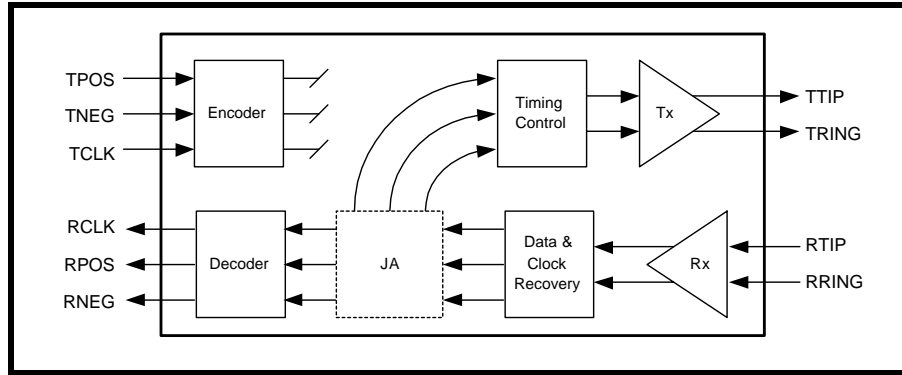 TPOS
TNEG
TCLK
Encoder
Timing
Control
Tx
TTIP
TRING
RCLK
RPOS
RNEG
Decoder
JA
Data &
Clock
Recovery
Rx
RTIP
RRING